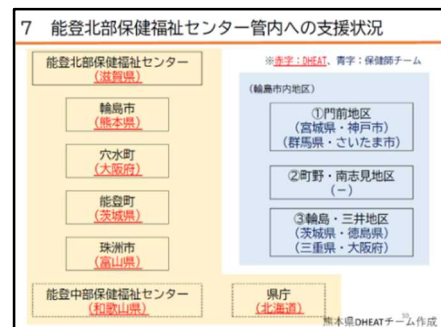 7　能登北部保健福祉センター管内への支援状況
※赤字：DHEAT、青字：保健師チーム
能登北部保健福祉センター
（滋賀県）
輪島市
（熊本県）
穴水町
（大阪府）
能登町
（茨城県）
珠洲市
（富山県）
能登中部保健福祉センター
（和歌山県）
県庁
（北海道）
（輪島市内地区）
①門前地区
（宮城県・神戸市）
（群馬県・さいたま市）
②町野・南志見地区
（－）
③輪島・三井地区
（茨城県・徳島県）
（三重県・大阪府）
熊本県DHEATチーム作成